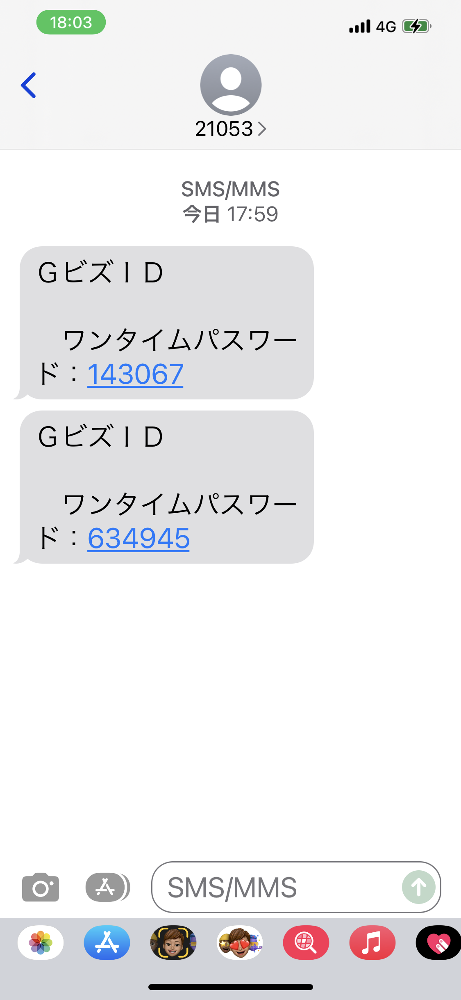 18:03
4G
21053
SMS/MMS
今日 17:59
GビズID
ワンタイムパスワー
ド:143067
GビズID
ワンタイムパスワー
ド:634945
SMS/MMS